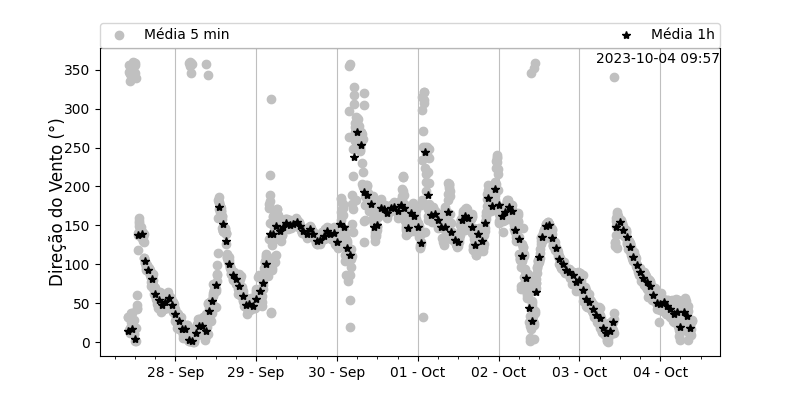 Média 5 min
Média 1h
2023-10-04 09:57
Direção do Vento (°)
350
300
250
200
150
100
50
0
28 - Sep
29 - Sep
30 - Sep
01 - Oct
02 - Oct
03 - Oct
04 - Oct